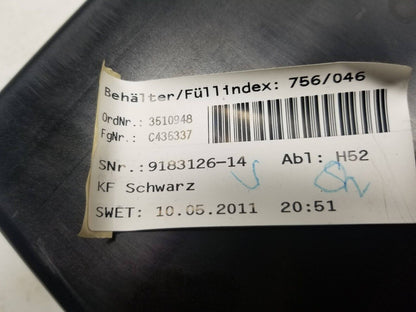 Behälter/Füllindex: 756/046
OrdNr.: 3510948
FgNr.: C436337
SNr.: 9183126-14 Abl: H52
KF Schwarz
SWET: 10.05.2011 20:51